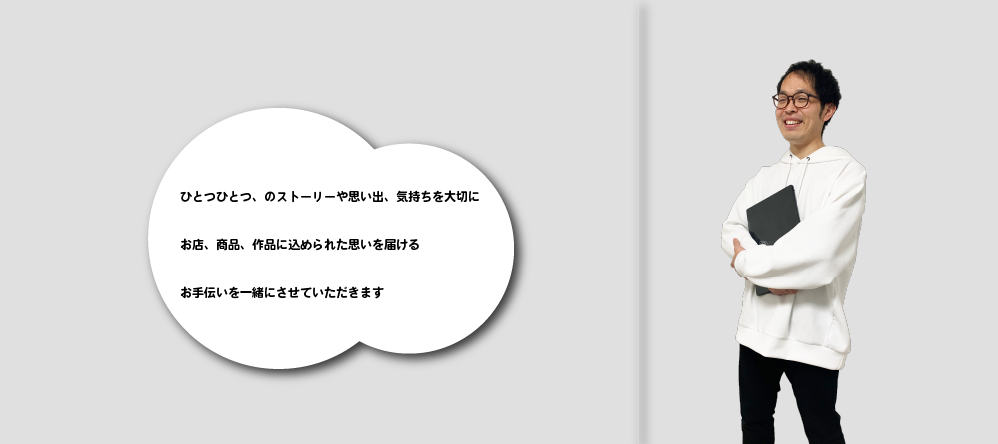 ひとつひとつ、のストーリーや思い出、気持ちを大切に
お店、商品、作品に込められた思いを届ける
お手伝いを一緒にさせていただきます